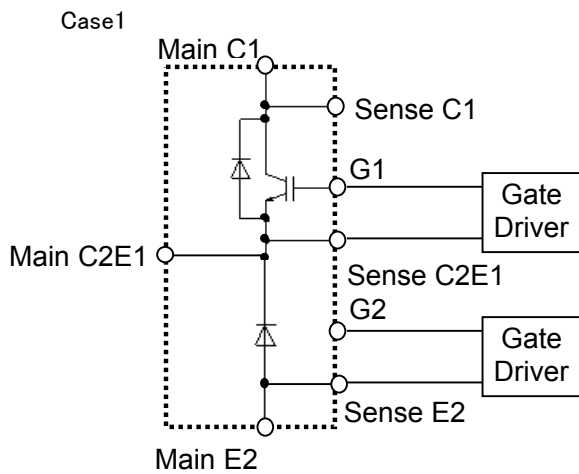 Case1
Main C1
Sense C1
G1
Gate
Driver
Main C2E1
Sense C2E1
G2
Gate
Driver
Sense E2
Main E2